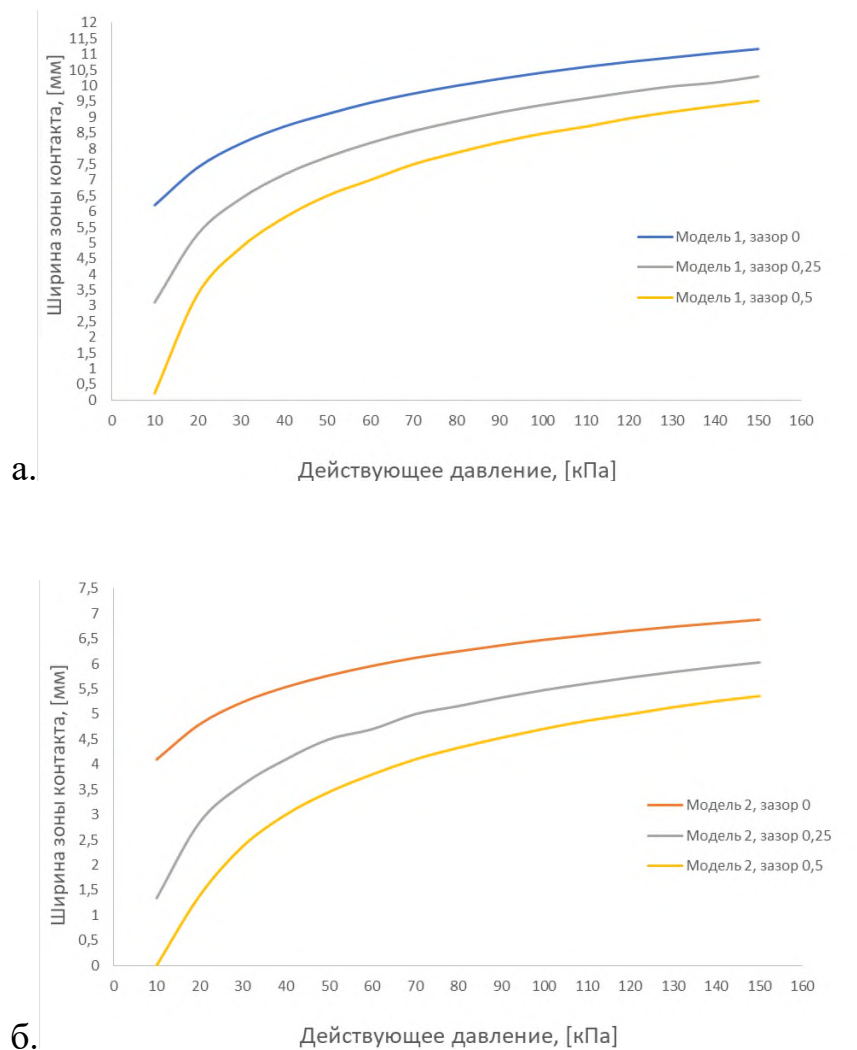 Ширина зоны контакта, [мм]
12
11,5
11
10,5
10
9,5
9
8,5
8
7,5
7
6,5
6
5,5
5
4,5
4
3,5
3
2,5
2
1,5
1
0,5
0
0 10 20 30 40 50 60 70 80 90 100 110 120 130 140 150 160
Модель 1, зазор 0
Модель 1, зазор 0,25
Модель 1, зазор 0,5
Действующее давление, [кПа]
а.
Ширина зоны контакта, [мм]
7,5
7
6,5
6
5,5
5
4,5
4
3,5
3
2,5
2
1,5
1
0,5
0
0 10 20 30 40 50 60 70 80 90 100 110 120 130 140 150 160
Модель 2, зазор 0
Модель 2, зазор 0,25
Модель 2, зазор 0,5
Действующее давление, [кПа]
б.